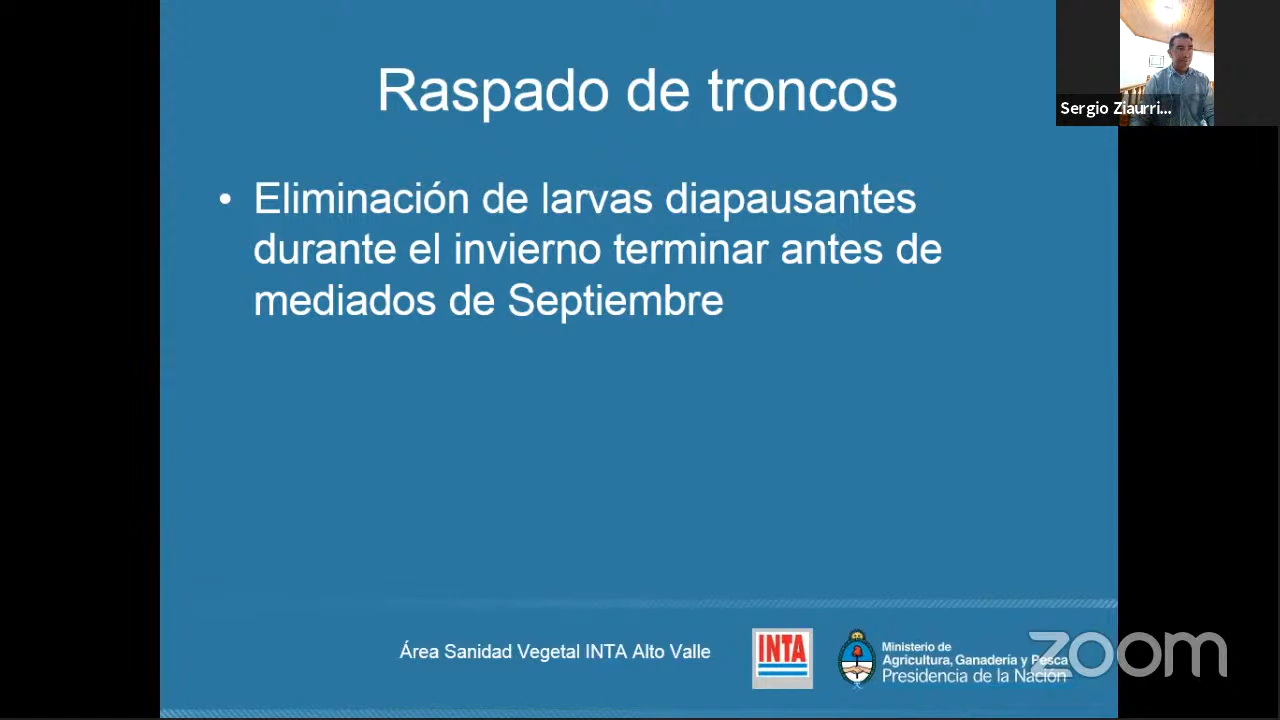 Raspado de troncos
Sergio Ziaurri...
• Eliminación de larvas diapausantes
durante el invierno terminar antes de
mediados de Septiembre
Área Sanidad Vegetal INTA Alto Valle
INTA
Ministerio de
Agricultura, Ganadería y Pesca
Presidencia de la Nación
zoom